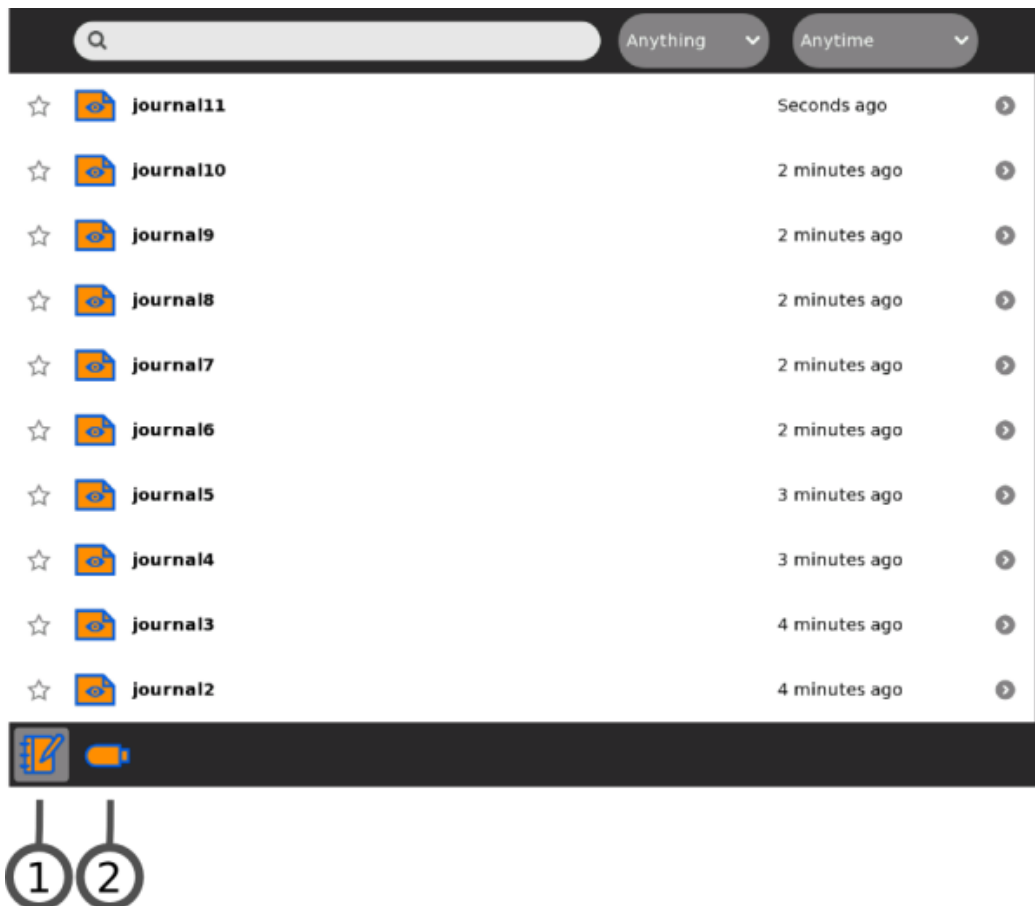 Anything Anytime
journal11 Seconds ago
journal10 2 minutes ago
journal9 2 minutes ago
journal8 2 minutes ago
journal7 2 minutes ago
journal6 2 minutes ago
journal5 3 minutes ago
journal4 3 minutes ago
journal3 4 minutes ago
journal2 4 minutes ago
1 2